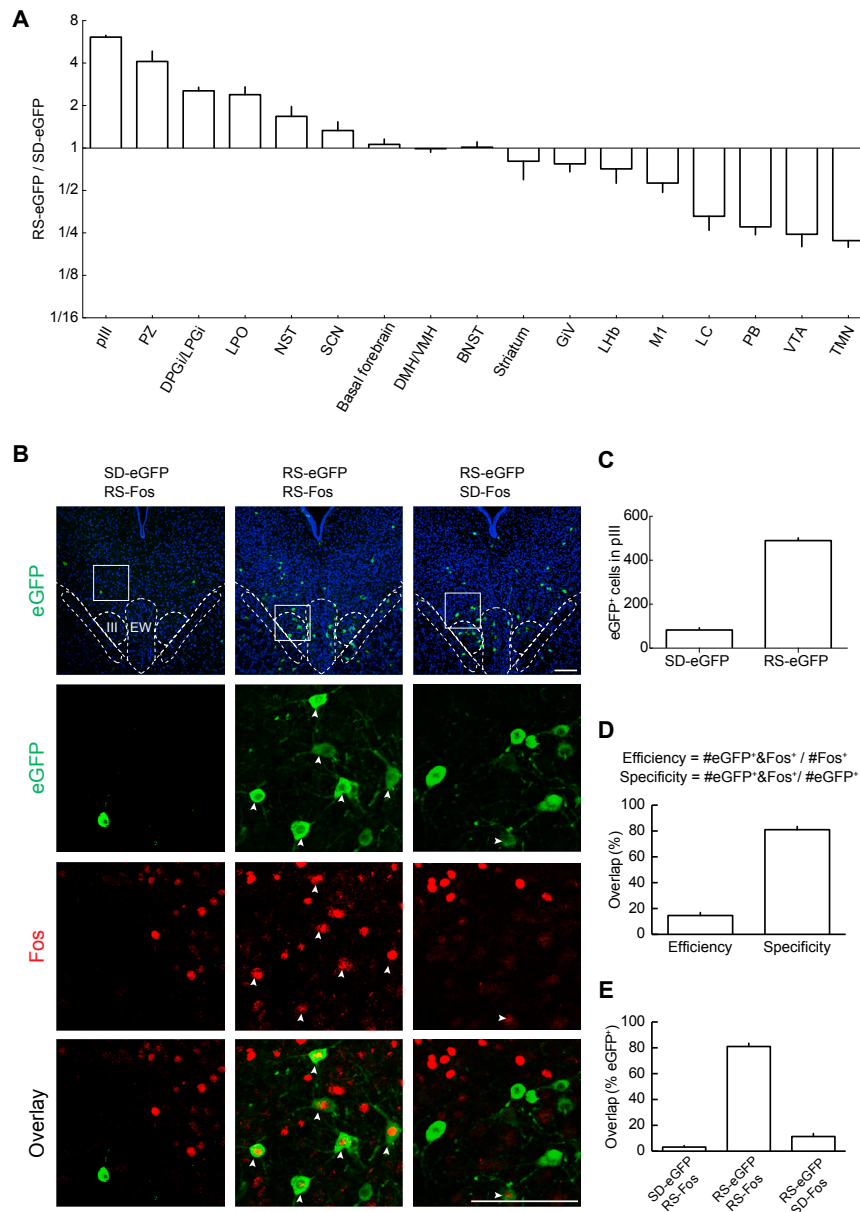 A
8
4
2
1
1/2
1/4
1/8
1/16
RS-eGFP / SD-eGFP
pIII
PZ
DPGi/LPGi
LPO
NST
SCN
Basal forebrain
DMH/VMH
BNST
Striatum
GiV
LHb
M1
LC
PB
VTA
TMN
B
SD-eGFP
RS-Fos
RS-eGFP
RS-Fos
RS-eGFP
SD-Fos
eGFP
III
EW
eGFP
Fos
Overlay
C
600
400
200
0
eGFP⁺ cells in pIII
SD-eGFP
RS-eGFP
D
Efficiency = #eGFP⁺&Fos⁺ / #Fos⁺
Specificity = #eGFP⁺&Fos⁺/ #eGFP⁺
100
80
60
40
20
0
Overlap (%)
Efficiency
Specificity
E
100
80
60
40
20
0
Overlap (% eGFP⁺)
SD-eGFP
RS-Fos
RS-eGFP
RS-Fos
RS-eGFP
SD-Fos